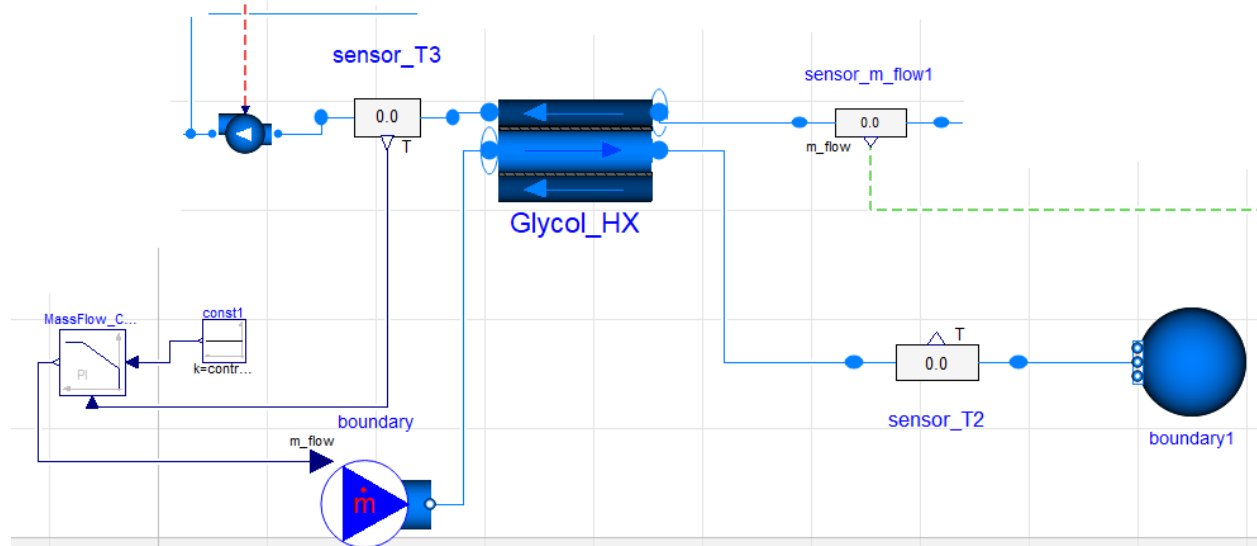 sensor_T3
sensor_m_flow1
0.0
0.0
T
m_flow
Glycol_HX
MassFlow_C...
const1
PI
k=contr...
T
0.0
boundary
sensor_T2
boundary1
m_flow
ṁ